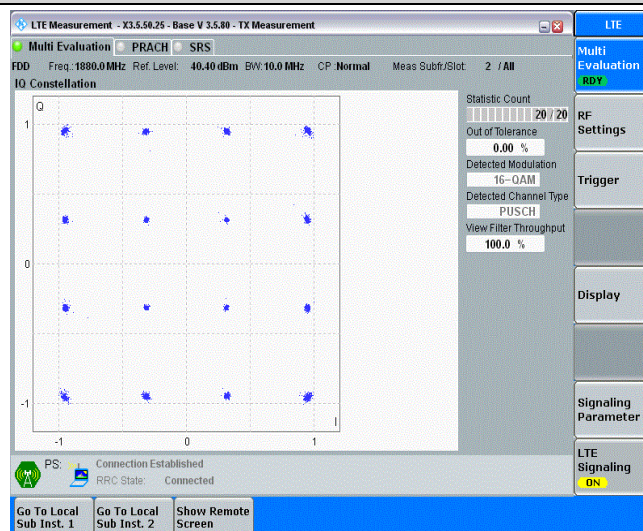 LTE Measurement - X3.5.50.25 - Base V 3.5.80 - TX Measurement
LTE
Multi Evaluation PRACH SRS
FDD Freq.:1880.0 MHz Ref. Level: 40.40 dBm BW:10.0 MHz CP :Normal Meas Subfr./Slot: 2 / All
IQ Constellation
Q
1
0
-1
-1
0
1
I
Statistic Count
20 / 20
Out of Tolerance
0.00 %
Detected Modulation
16-QAM
Detected Channel Type
PUSCH
View Filter Throughput
100.0 %
Multi
Evaluation
RDY
RF
Settings
Trigger
Display
Signaling
Parameter
LTE
Signaling
ON
PS: Connection Established
RRC State: Connected
Go To Local
Sub Inst. 1
Go To Local
Sub Inst. 2
Show Remote
Screen